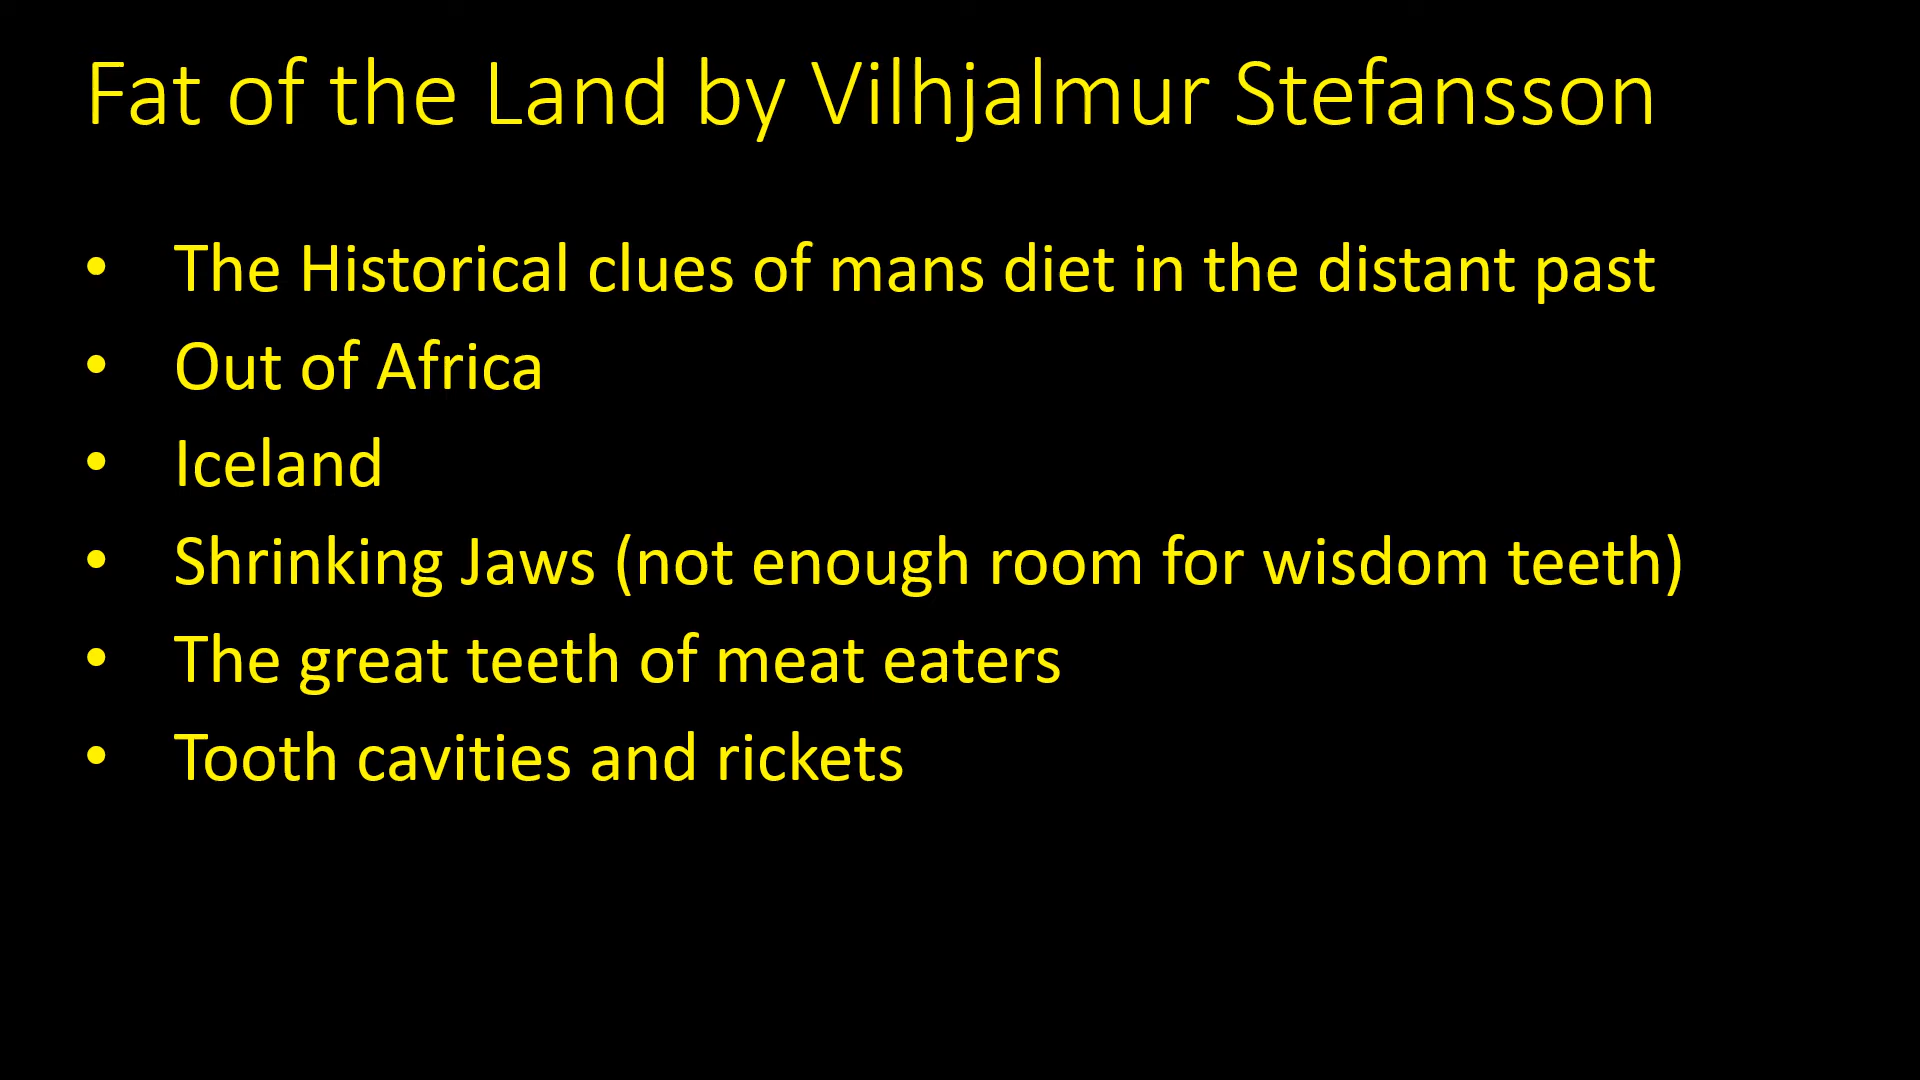 Fat of the Land by Vilhjalmur Stefansson
• The Historical clues of mans diet in the distant past
• Out of Africa
• Iceland
• Shrinking Jaws (not enough room for wisdom teeth)
• The great teeth of meat eaters
• Tooth cavities and rickets